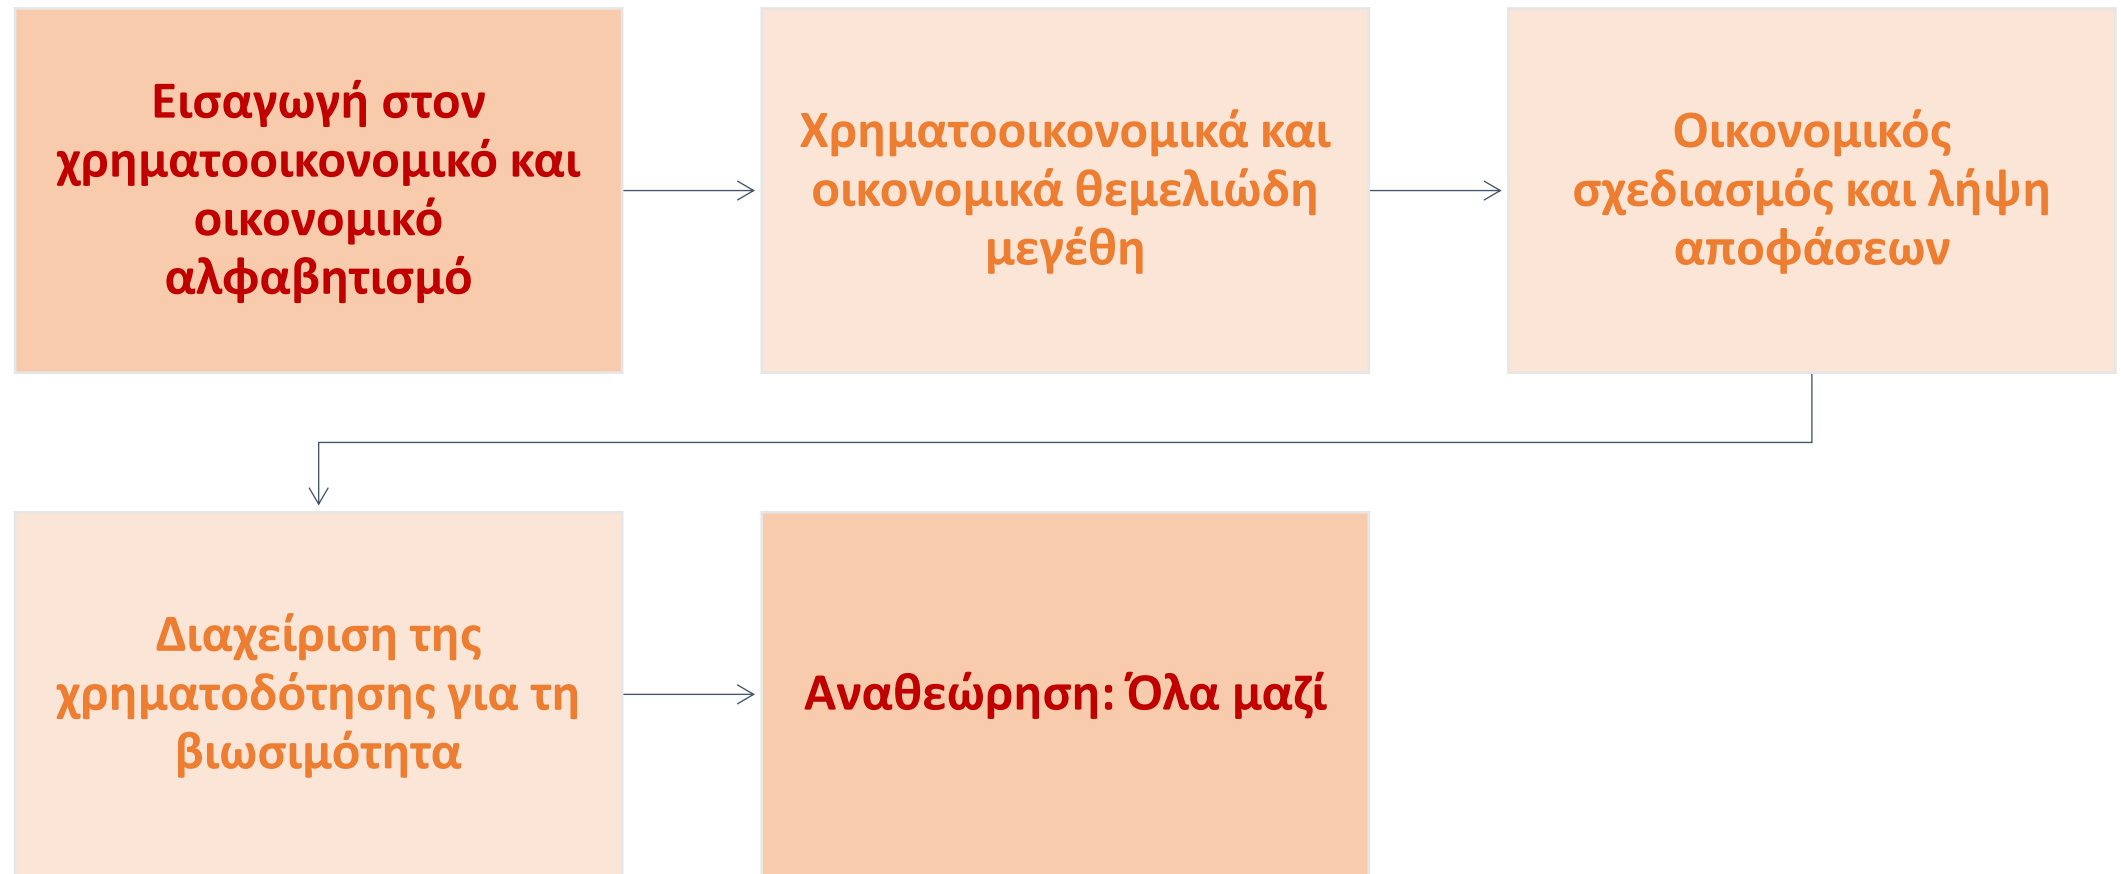 Εισαγωγή στον
χρηματοοικονομικό και
οικονομικό
αλφαβητισμό
Χρηματοοικονομικά και
οικονομικά θεμελιώδη
μεγέθη
Οικονομικός
σχεδιασμός και λήψη
αποφάσεων
Διαχείριση της
χρηματοδότησης για τη
βιωσιμότητα
Αναθεώρηση: Όλα μαζί